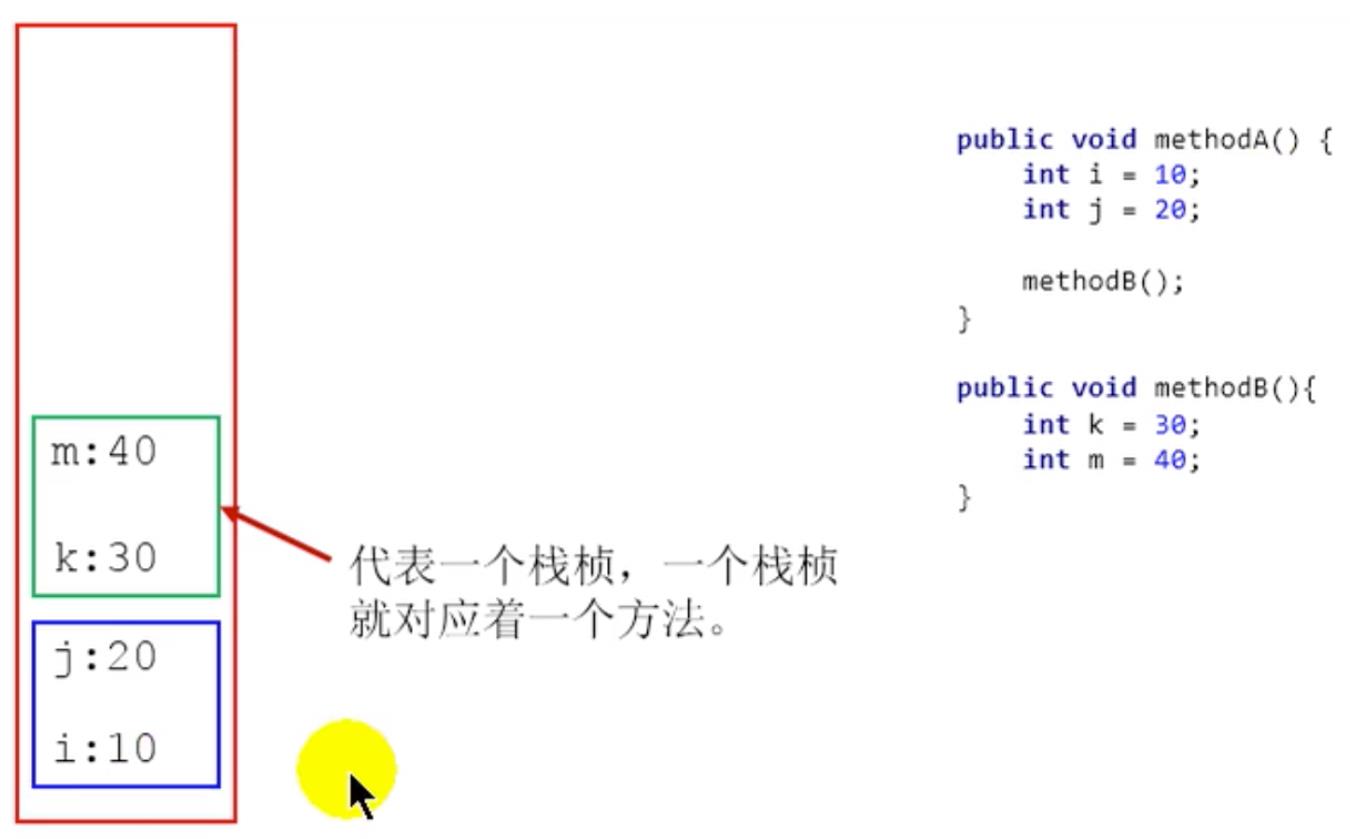 m:40
k:30
j:20
i:10
代表一个栈桢，一个栈桢
就对应着一个方法。
public void methodA() {
    int i = 10;
    int j = 20;
    methodB();
}
public void methodB(){
    int k = 30;
    int m = 40;
}